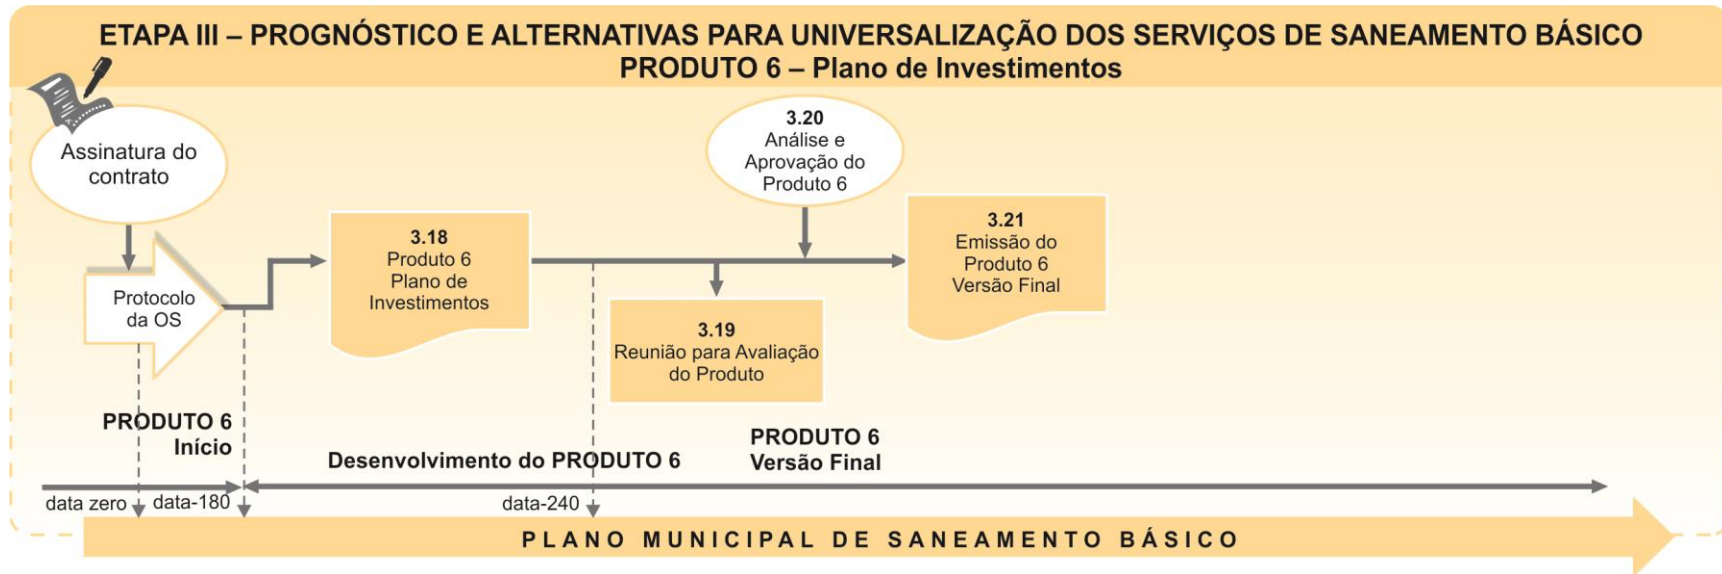 ETAPA III – PROGNÓSTICO E ALTERNATIVAS PARA UNIVERSALIZAÇÃO DOS SERVIÇOS DE SANEAMENTO BÁSICO
PRODUTO 6 – Plano de Investimentos
Assinatura do
contrato
Protocolo
da OS
3.18
Produto 6
Plano de
Investimentos
3.19
Reunião para Avaliação
do Produto
3.20
Análise e
Aprovação do
Produto 6
3.21
Emissão do
Produto 6
Versão Final
PRODUTO 6
Início
Desenvolvimento do PRODUTO 6
PRODUTO 6
Versão Final
data zero
data-180
data-240
PLANO MUNICIPAL DE SANEAMENTO BÁSICO